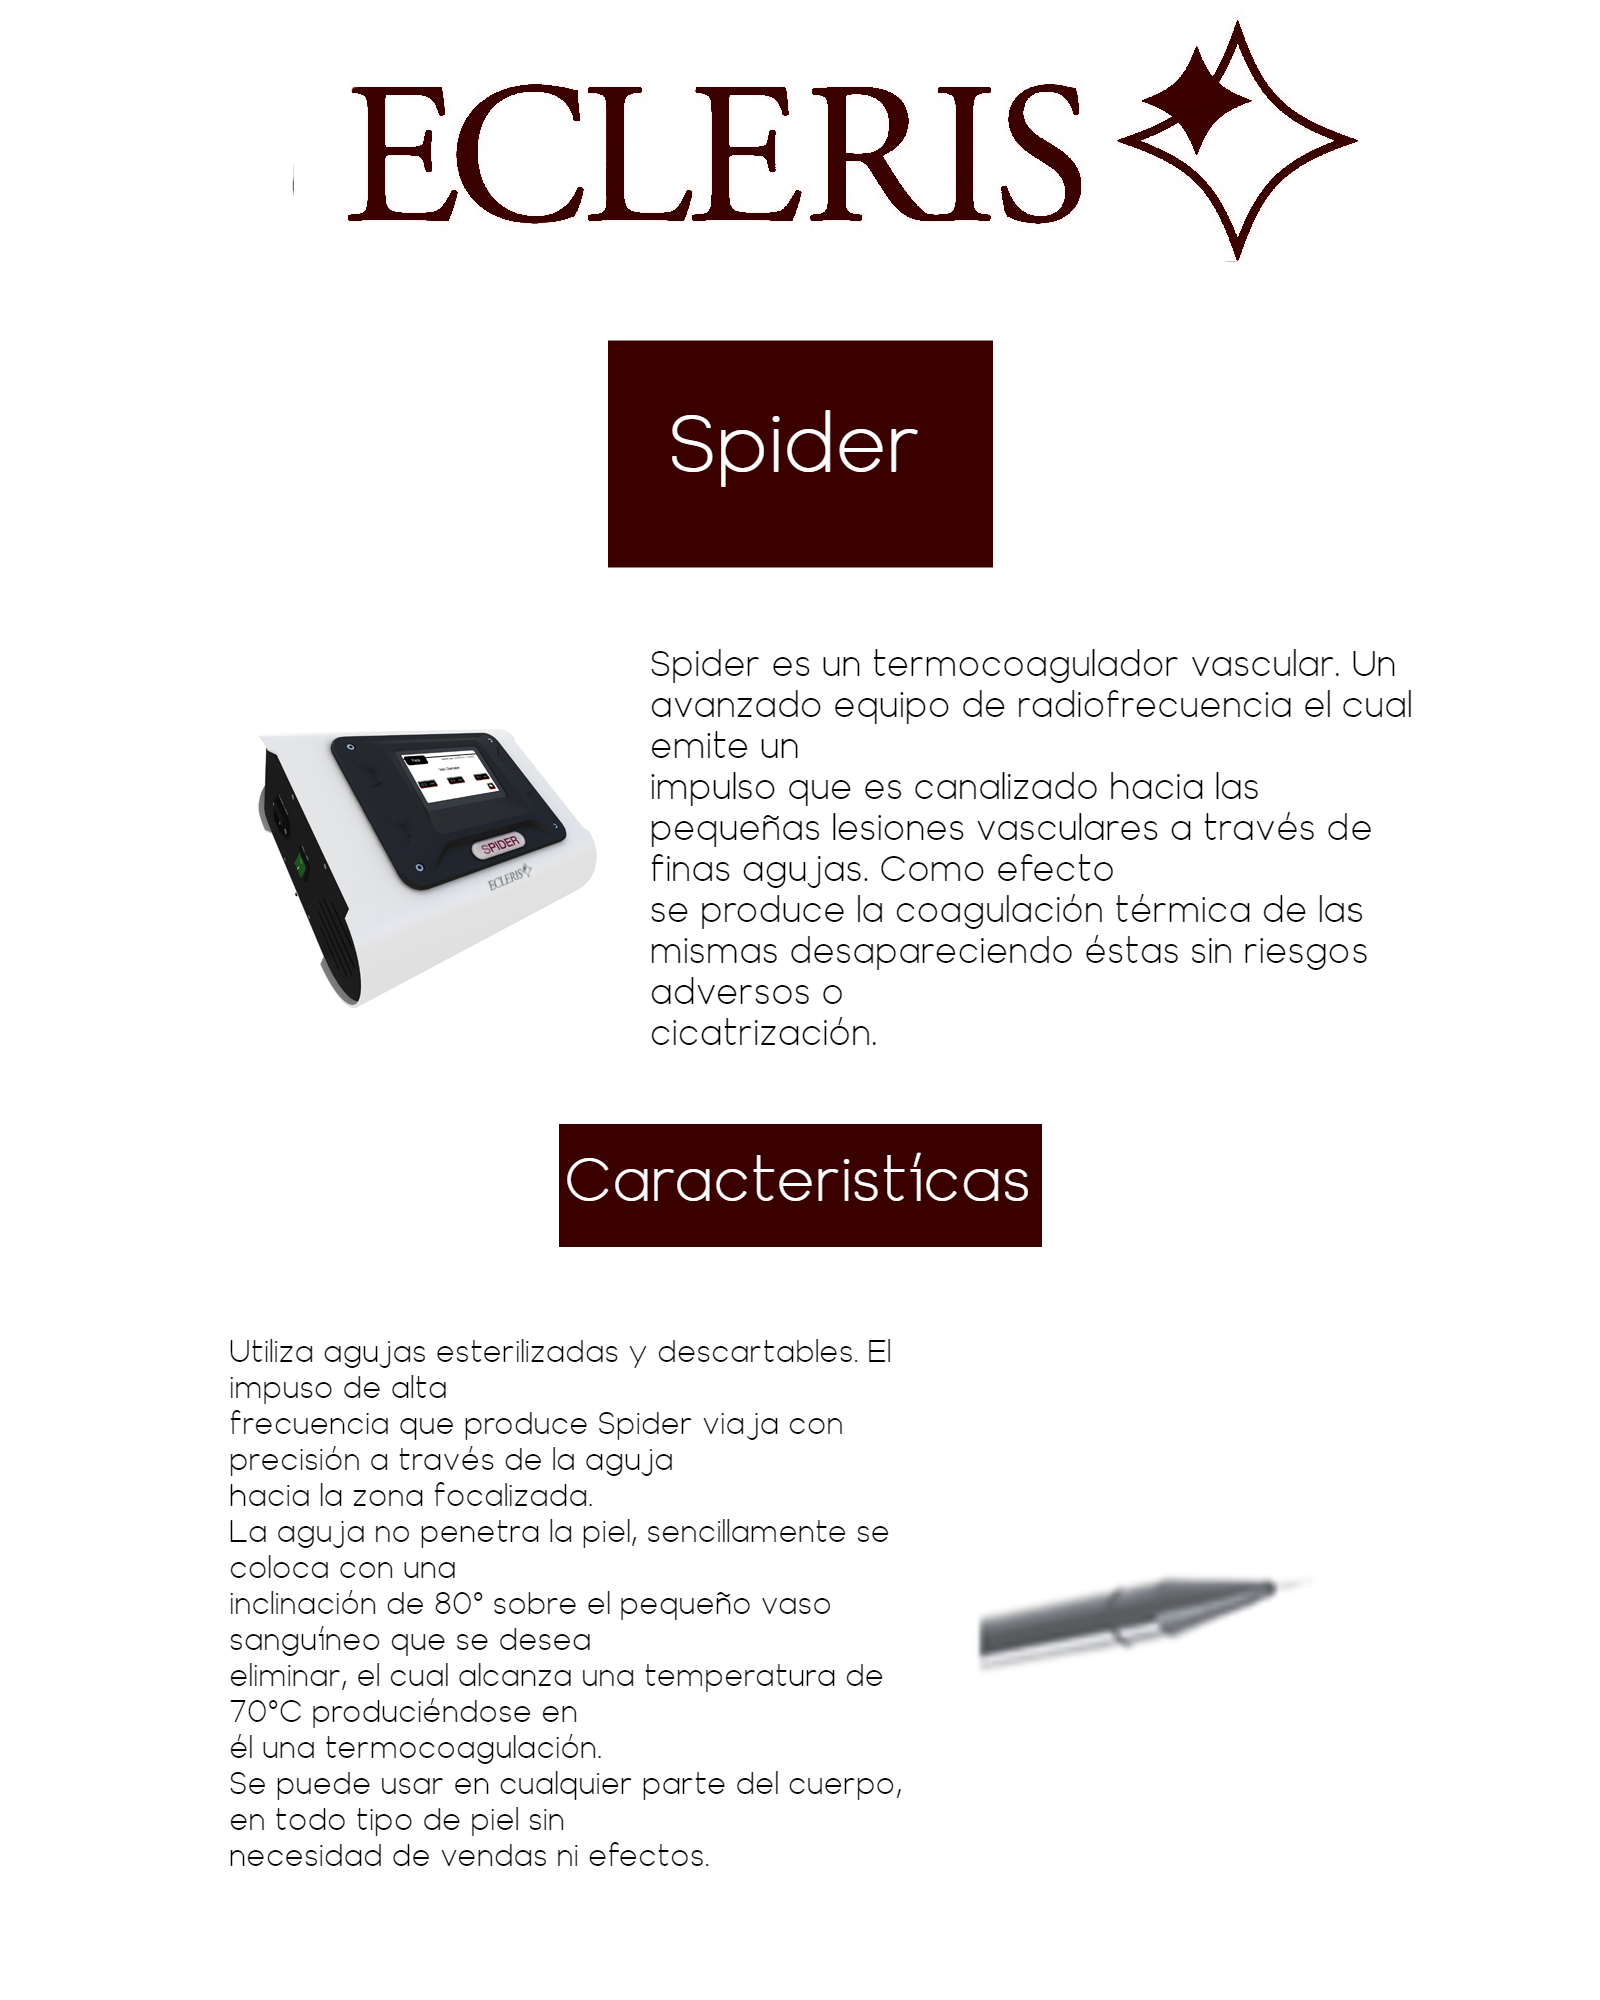 ECLERIS
Spider
Spider es un termocoagulador vascular. Un
avanzado equipo de radiofrecuencia el cual
emite un
impulso que es canalizado hacia las
pequeñas lesiones vasculares a través de
finas agujas. Como efecto
se produce la coagulación térmica de las
mismas desapareciendo éstas sin riesgos
adversos o
cicatrización.
SPIDER
ECLERIS
Caracteristícas
Utiliza agujas esterilizadas y descartables. El
impuso de alta
frecuencia que produce Spider viaja con
precisión a través de la aguja
hacia la zona focalizada.
La aguja no penetra la piel, sencillamente se
coloca con una
inclinación de 80° sobre el pequeño vaso
sanguíneo que se desea
eliminar, el cual alcanza una temperatura de
70°C produciéndose en
él una termocoagulación.
Se puede usar en cualquier parte del cuerpo,
en todo tipo de piel sin
necesidad de vendas ni efectos.